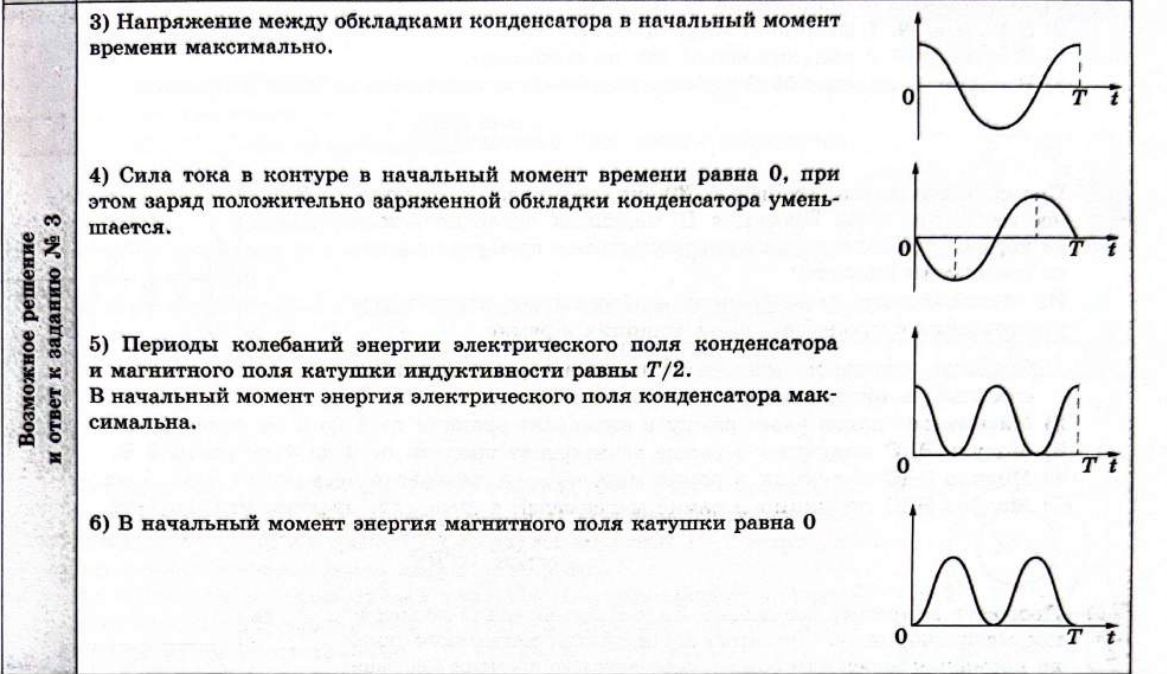 3) Напряжение между обкладками конденсатора в начальный момент
времени максимально.
0
T
t
4) Сила тока в контуре в начальный момент времени равна 0, при
этом заряд положительно заряженной обкладки конденсатора умень-
шается.
0
T
t
Возможное решение
и ответ к заданию № 3
5) Периоды колебаний энергии электрического поля конденсатора
и магнитного поля катушки индуктивности равны T/2.
В начальный момент энергия электрического поля конденсатора мак-
симальна.
0
T
t
6) В начальный момент энергия магнитного поля катушки равна 0
0
T
t